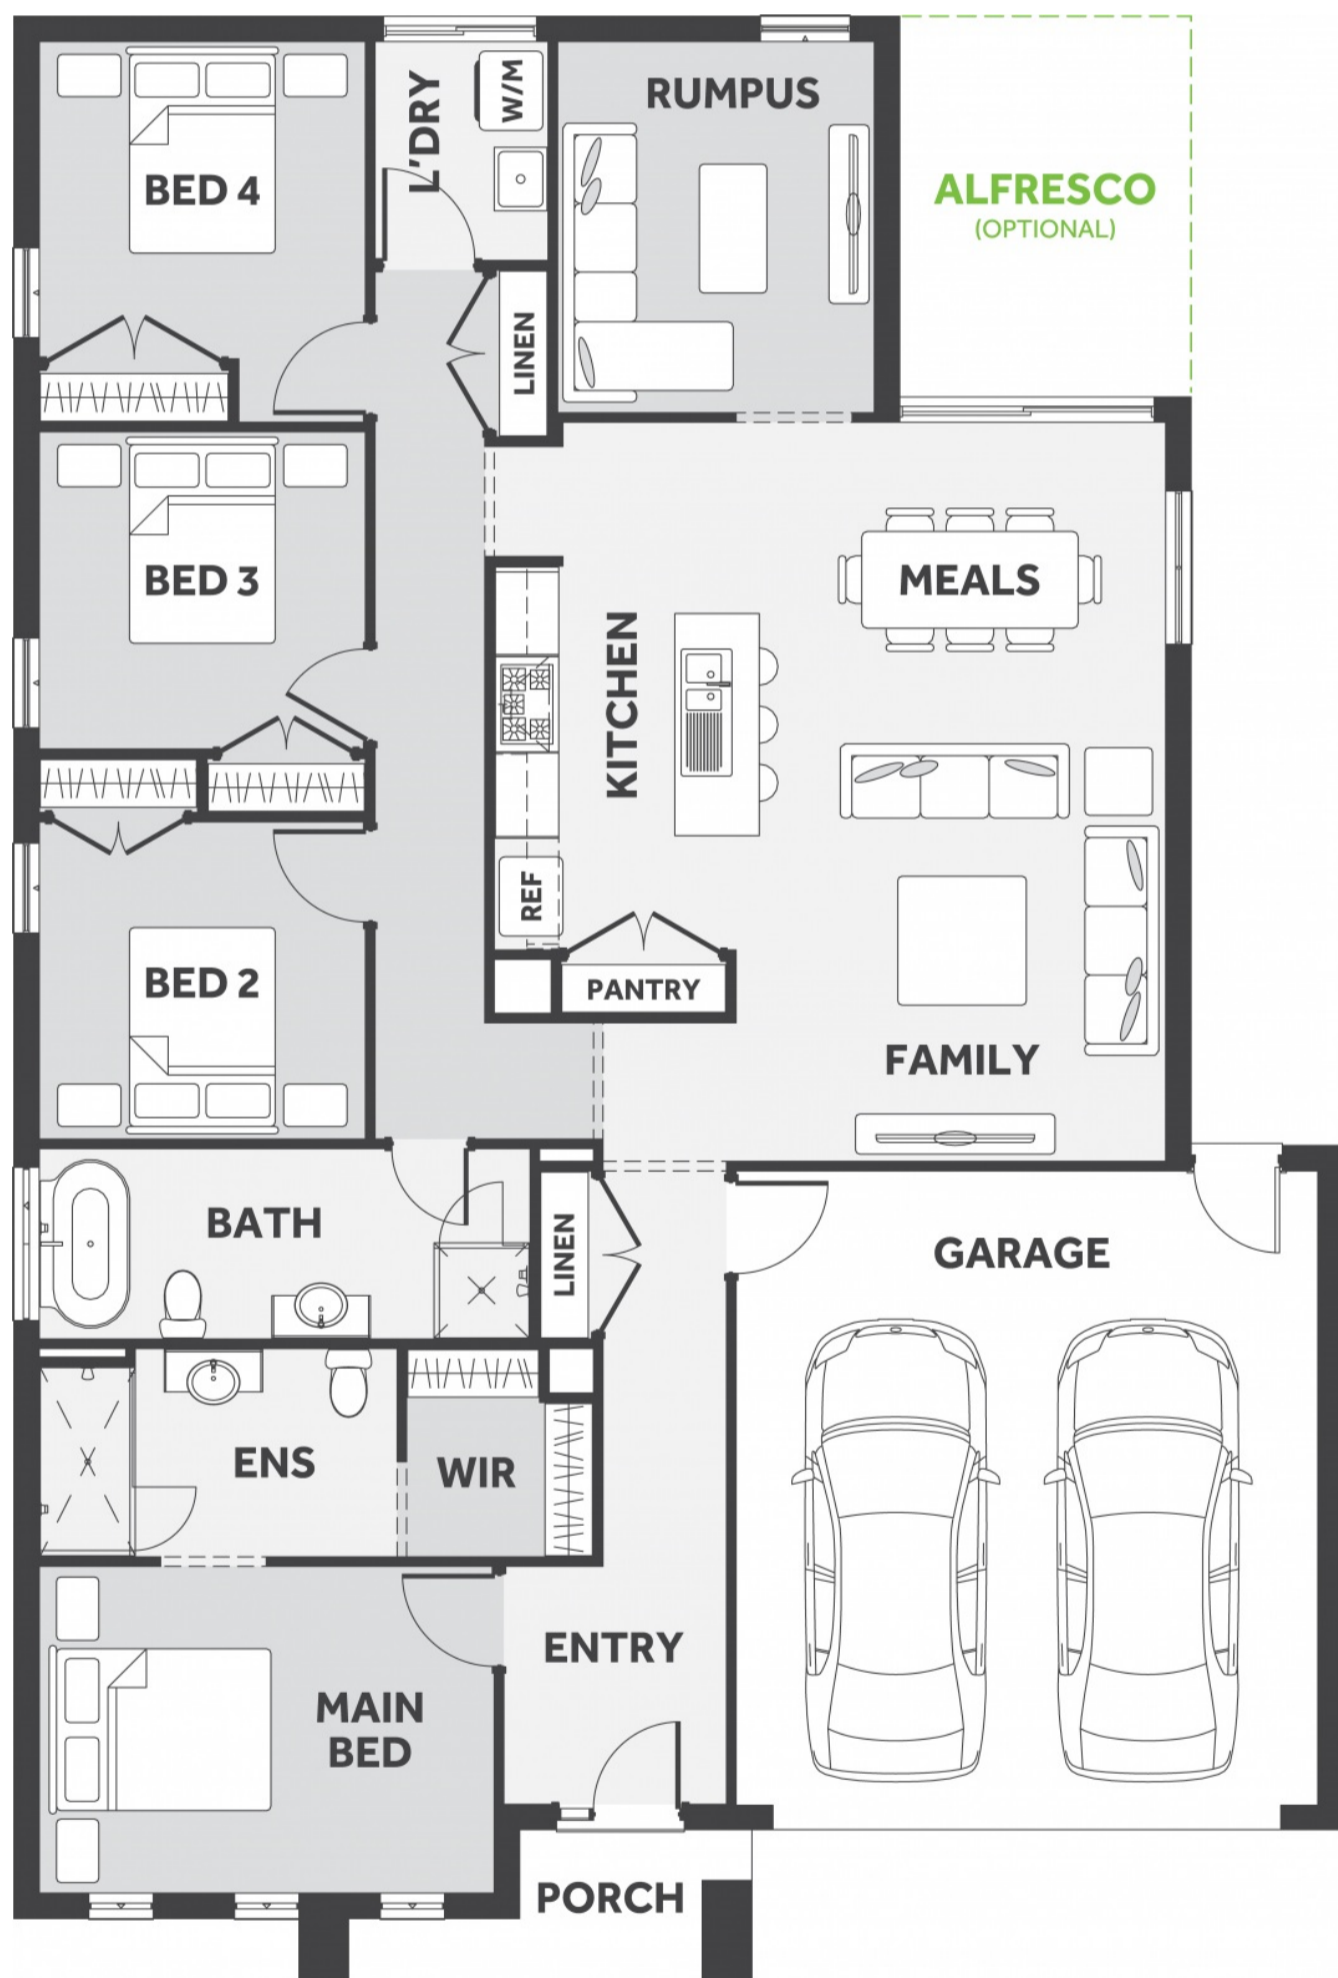 L'DRY
W/M
RUMPUS
BED 4
ALFRESCO
(OPTIONAL)
LINEN
BED 3
MEALS
KITCHEN
REF
BED 2
PANTRY
FAMILY
BATH
LINEN
GARAGE
ENS
WIR
ENTRY
MAIN
BED
PORCH